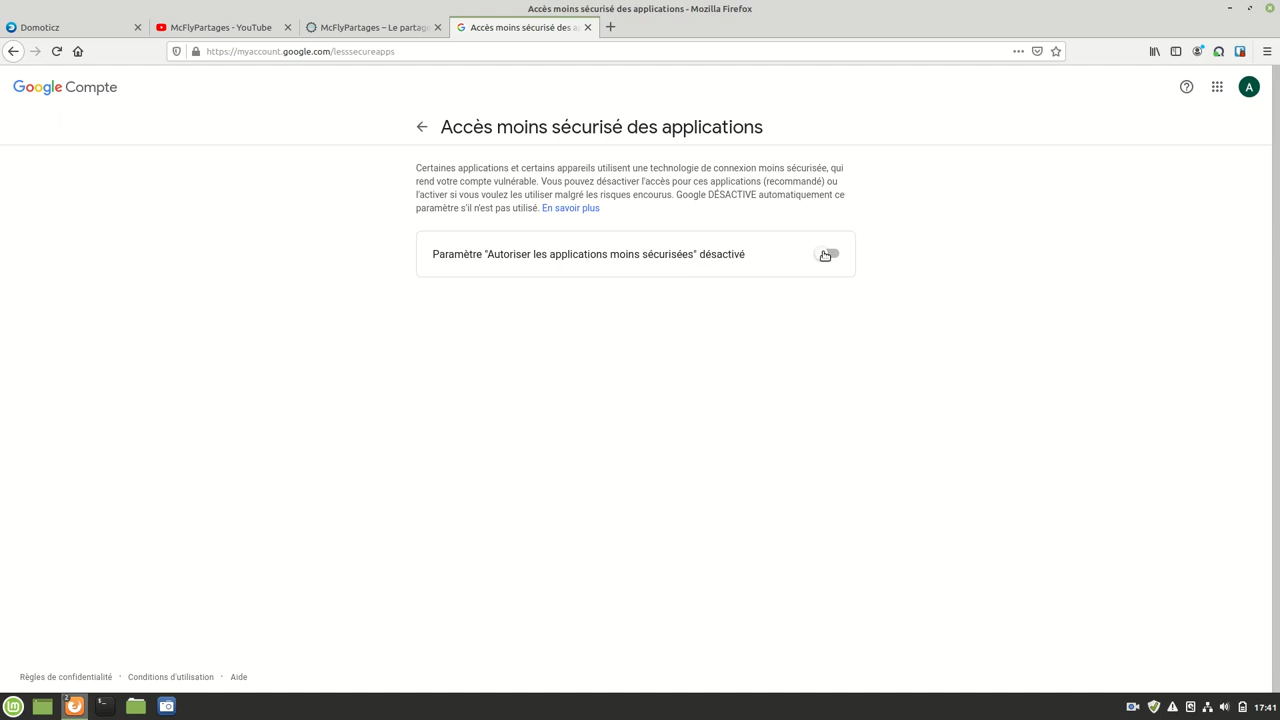 Accès moins sécurisé des applications - Mozilla Firefox
Domoticz
McFlyPartages - YouTube
McFlyPartages – Le partage
Accès moins sécurisé des a
https://myaccount.google.com/lesssecureapps
Google Compte
A
Accès moins sécurisé des applications
Certaines applications et certains appareils utilisent une technologie de connexion moins sécurisée, qui
rend votre compte vulnérable. Vous pouvez désactiver l'accès pour ces applications (recommandé) ou
l'activer si vous voulez les utiliser malgré les risques encourus. Google DÉSACTIVE automatiquement ce
paramètre s'il n'est pas utilisé. En savoir plus
Paramètre "Autoriser les applications moins sécurisées" désactivé
Règles de confidentialité · Conditions d'utilisation · Aide
2
17:41